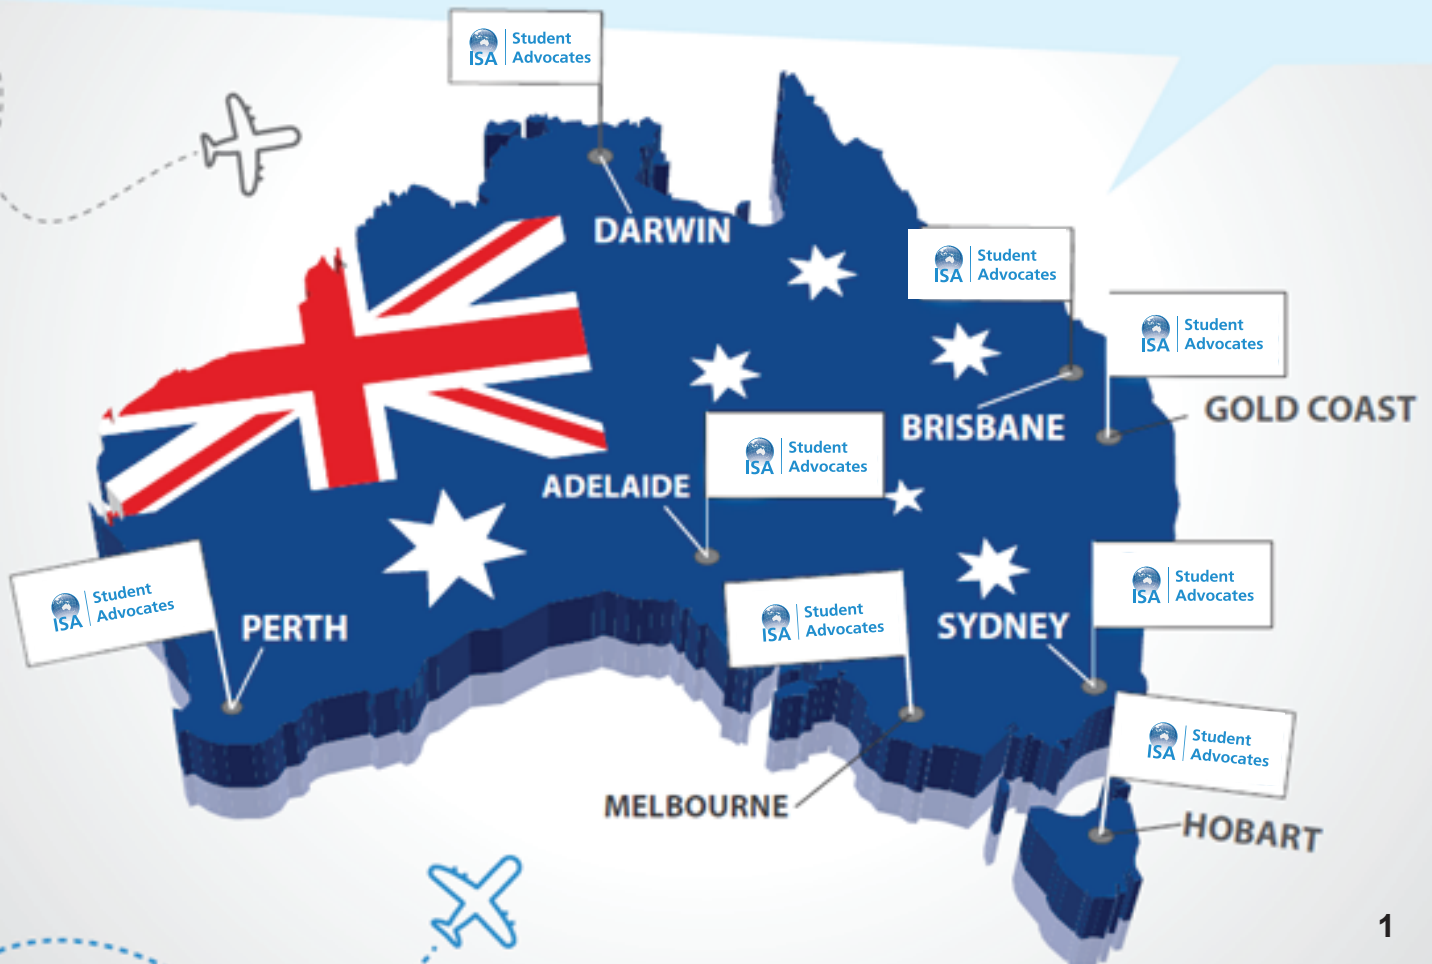 ISA
Student
Advocates
DARWIN
ISA
Student
Advocates
BRISBANE
ISA
Student
Advocates
GOLD COAST
ISA
Student
Advocates
ADELAIDE
ISA
Student
Advocates
PERTH
ISA
Student
Advocates
MELBOURNE
ISA
Student
Advocates
SYDNEY
ISA
Student
Advocates
HOBART
1